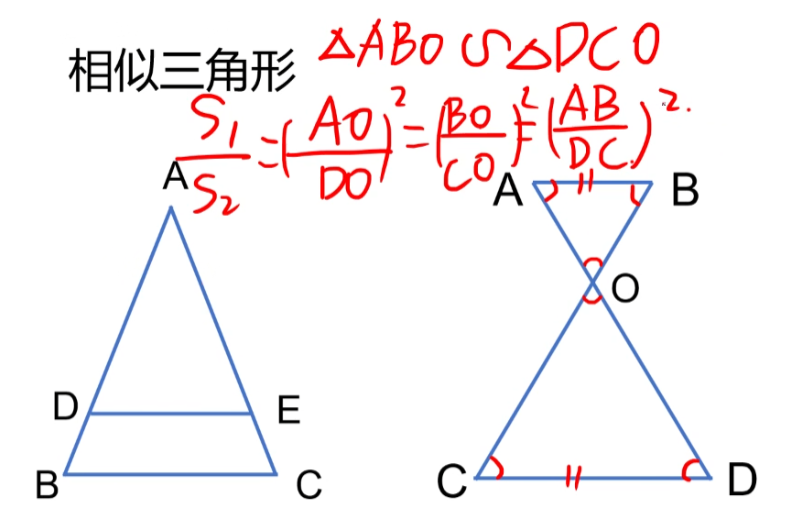 相似三角形 △ABO∽△DCO
S₁/S₂=(AO/DO)²=(BO/CO)²=(AB/DC)².
A
A B
O
D E
B C
C D